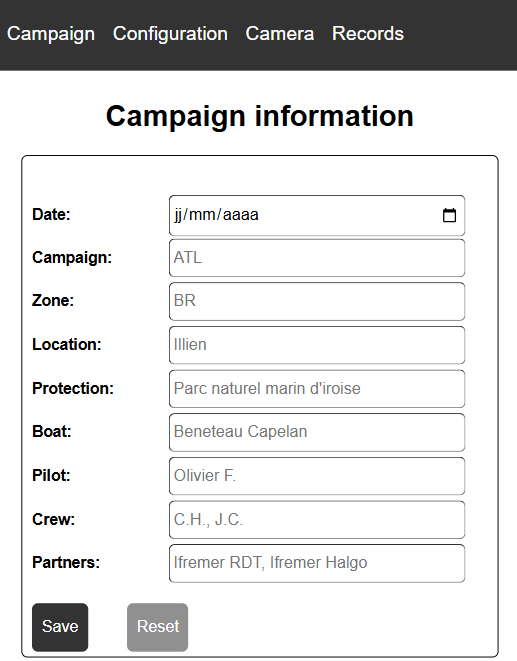 Campaign Configuration Camera Records
Campaign information
Date: jj/mm/aaaa
Campaign: ATL
Zone: BR
Location: Illien
Protection: Parc naturel marin d'iroise
Boat: Beneteau Capelan
Pilot: Olivier F.
Crew: C.H., J.C.
Partners: Ifremer RDT, Ifremer Halgo
Save Reset